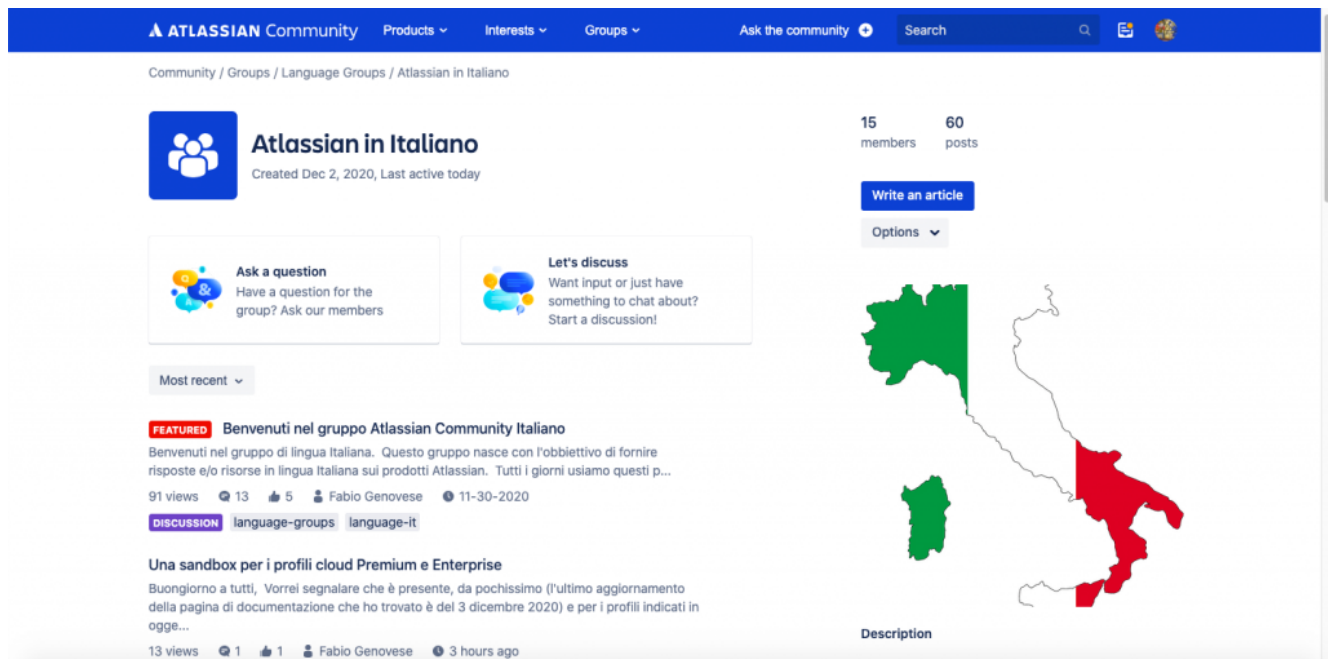 ATLASSIAN Community Products Interests Groups Ask the community Search
Community / Groups / Language Groups / Atlassian in Italiano
Atlassian in Italiano
Created Dec 2, 2020, Last active today
15 members
60 posts
Write an article
Options
Ask a question
Have a question for the
group? Ask our members
Let's discuss
Want input or just have
something to chat about?
Start a discussion!
Most recent
FEATURED Benvenuti nel gruppo Atlassian Community Italiano
Benvenuti nel gruppo di lingua Italiana. Questo gruppo nasce con l'obbiettivo di fornire
risposte e/o risorse in lingua Italiana sui prodotti Atlassian. Tutti i giorni usiamo questi p...
91 views 13 5 Fabio Genovese 11-30-2020
DISCUSSION language-groups language-it
Una sandbox per i profili cloud Premium e Enterprise
Buongiorno a tutti, Vorrei segnalare che è presente, da pochissimo (l'ultimo aggiornamento
della pagina di documentazione che ho trovato è del 3 dicembre 2020) e per i profili indicati in
ogge...
13 views 1 1 Fabio Genovese 3 hours ago
Description